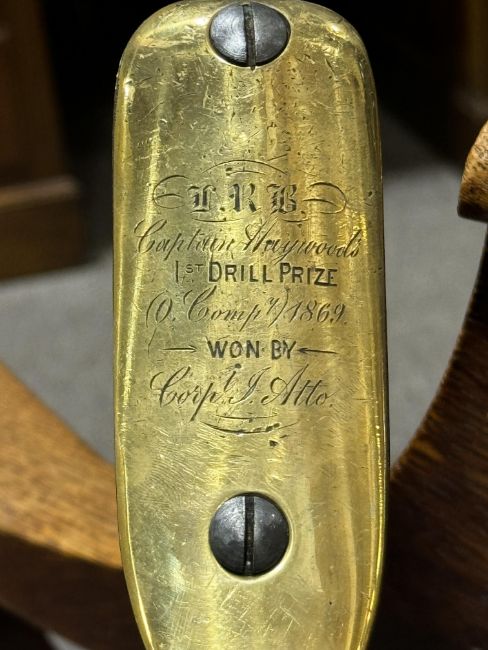 L.R.B.
Captain Haywood's
1ST DRILL PRIZE
(O. Compy) 1869.
WON BY
Corpl. J. Atto.